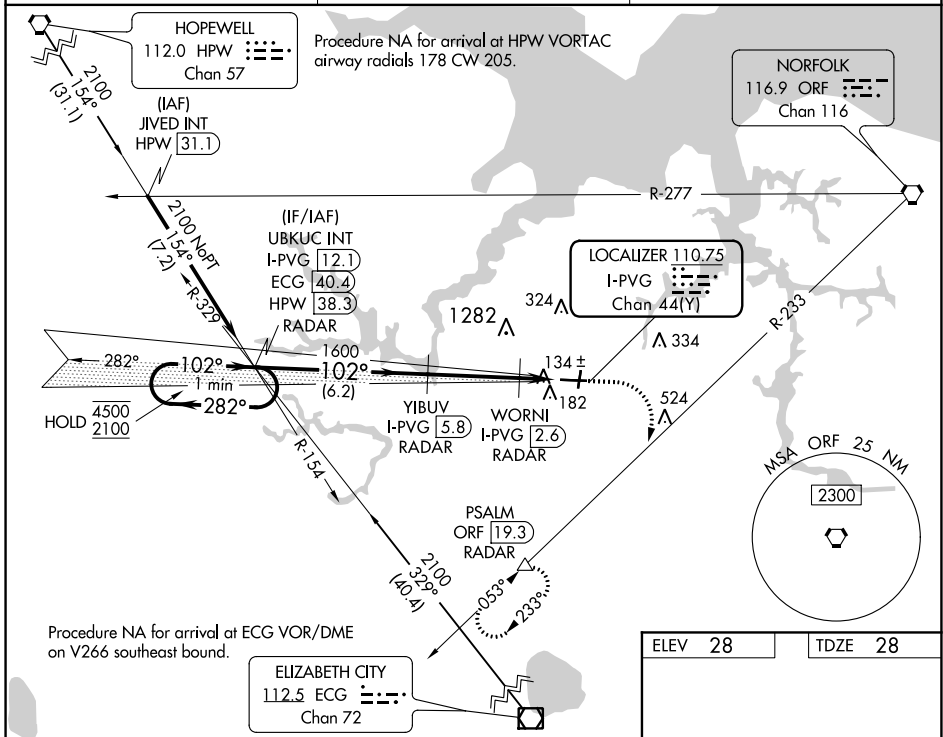 HOPEWELL
112.0 HPW
Chan 57
Procedure NA for arrival at HPW VORTAC
airway radials 178 CW 205.
NORFOLK
116.9 ORF
Chan 116
2100
154°
(31.1)
(IAF)
JIVED INT
HPW 31.1
R-277
2100 NoPT
154°
(7.2)
R-329
(IF/IAF)
UBKUC INT
I-PVG 12.1
ECG 40.4
HPW 38.3
RADAR
LOCALIZER 110.75
I-PVG
Chan 44(Y)
R-233
1282
324
334
1600
282°
102°
102°
134 ±
1 min
(6.2)
182
282°
HOLD 4500
2100
YIBUV
I-PVG 5.8
RADAR
WORNI
I-PVG 2.6
RADAR
524
R-154
MSA ORF 25 NM
2300
PSALM
ORF 19.3
RADAR
2100
329°
(40.4)
053°
233°
Procedure NA for arrival at ECG VOR/DME
on V266 southeast bound.
ELIZABETH CITY
112.5 ECG
Chan 72
ELEV 28
TDZE 28